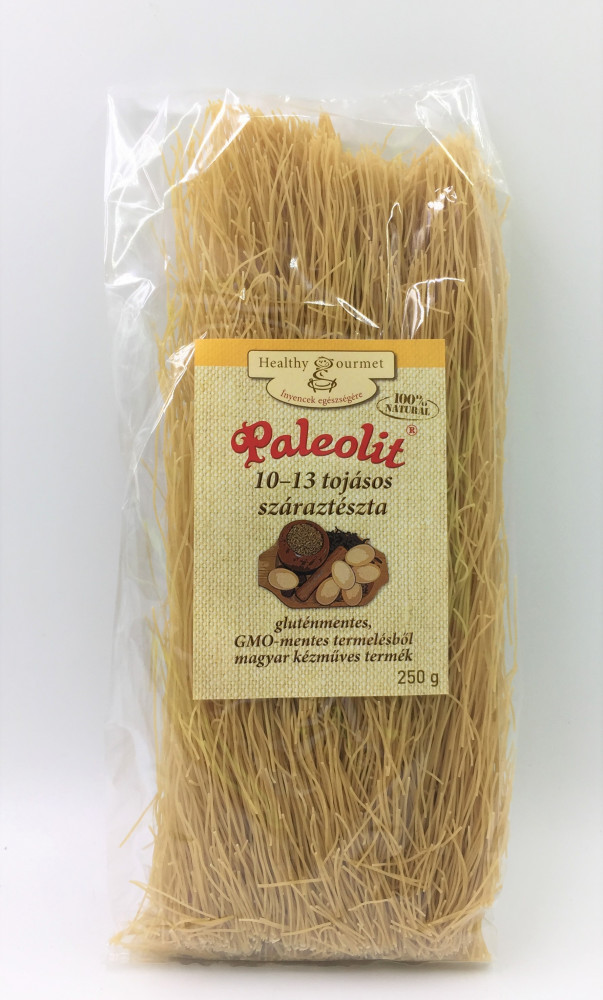 Healthy Gourmet
Ínyencek egészségére
100%
NATURAL
Paleolit®
10–13 tojásos
száraztészta
gluténmentes,
GMO-mentes termelésből
magyar kézműves termék
250 g